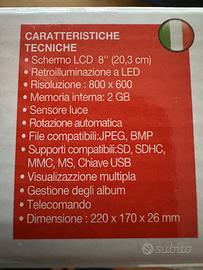 CARATTERISTICHE
TECNICHE
• Schermo LCD 8" (20,3 cm)
• Retroilluminazione a LED
• Risoluzione : 800 x 600
• Memoria interna: 2 GB
• Sensore luce
• Rotazione automatica
• File compatibili:JPEG, BMP
• Supporti compatibili:SD, SDHC,
MMC, MS, Chiave USB
• Visualizazzione multipla
• Gestione degli album
• Telecomando
• Dimensione : 220 x 170 x 26 mm
subito